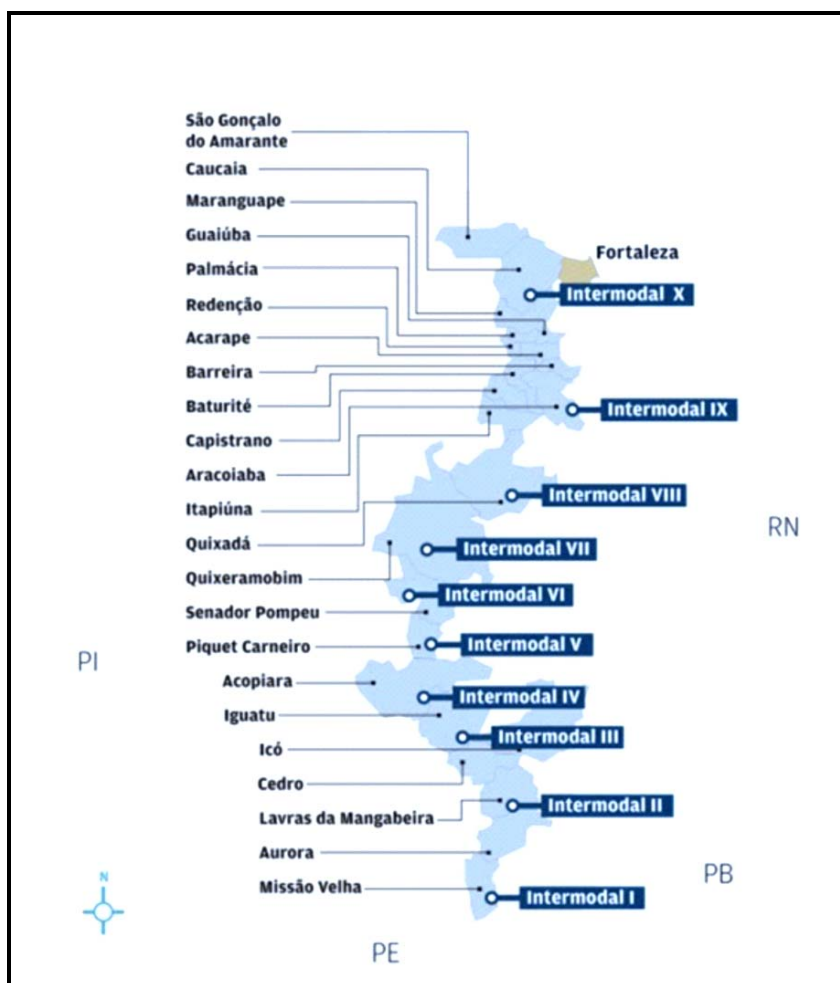 São Gonçalo
do Amarante
Caucaia
Maranguape
Guaiúba
Fortaleza
Palmácia
Intermodal X
Redenção
Acarape
Barreira
Baturité
Intermodal IX
Capistrano
Aracoiaba
Intermodal VIII
Itapiúna
RN
Quixadá
Intermodal VII
Quixeramobim
Intermodal VI
Senador Pompeu
Piquet Carneiro
Intermodal V
PI
Acopiara
Intermodal IV
Iguatu
Intermodal III
Icó
Cedro
Intermodal II
Lavras da Mangabeira
Aurora
PB
N
Missão Velha
Intermodal I
PE